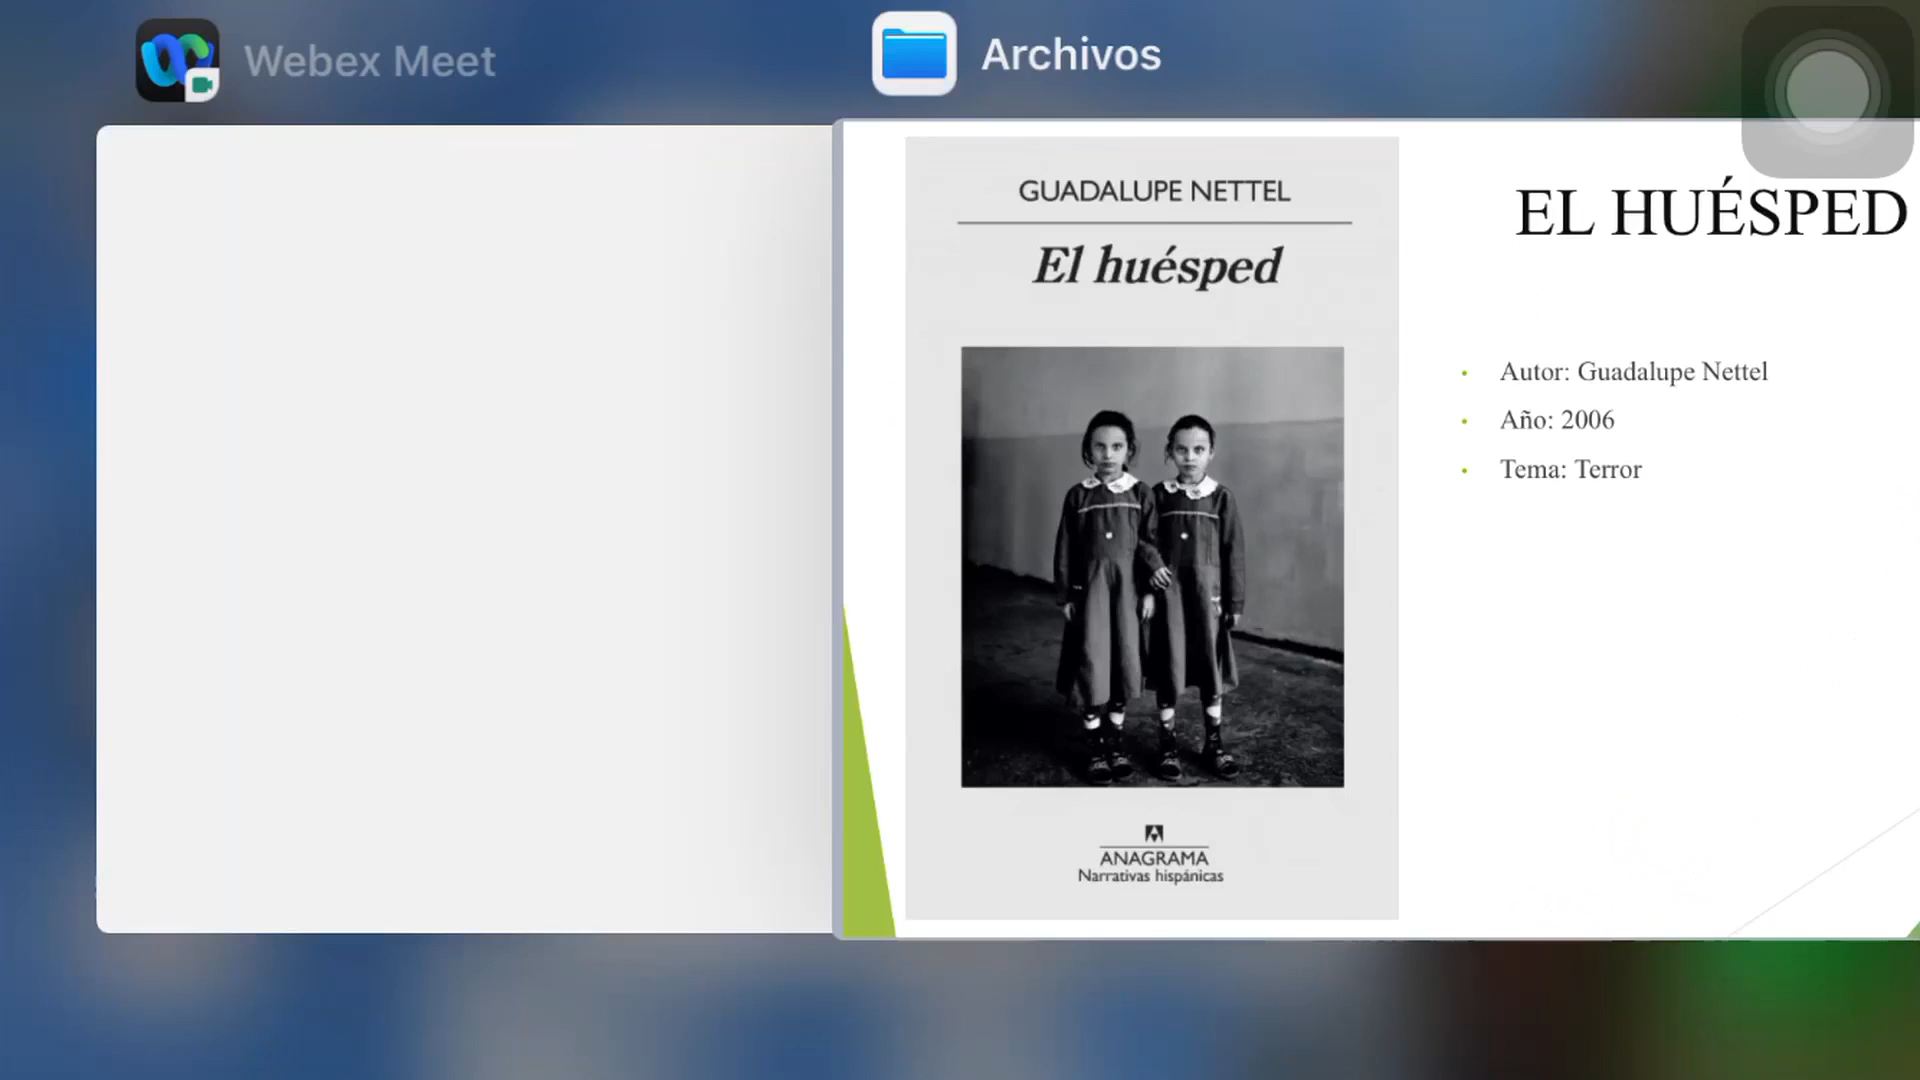 Webex Meet
Archivos
GUADALUPE NETTEL
El huésped
ANAGRAMA
Narrativas hispánicas
EL HUÉSPED
• Autor: Guadalupe Nettel
• Año: 2006
• Tema: Terror